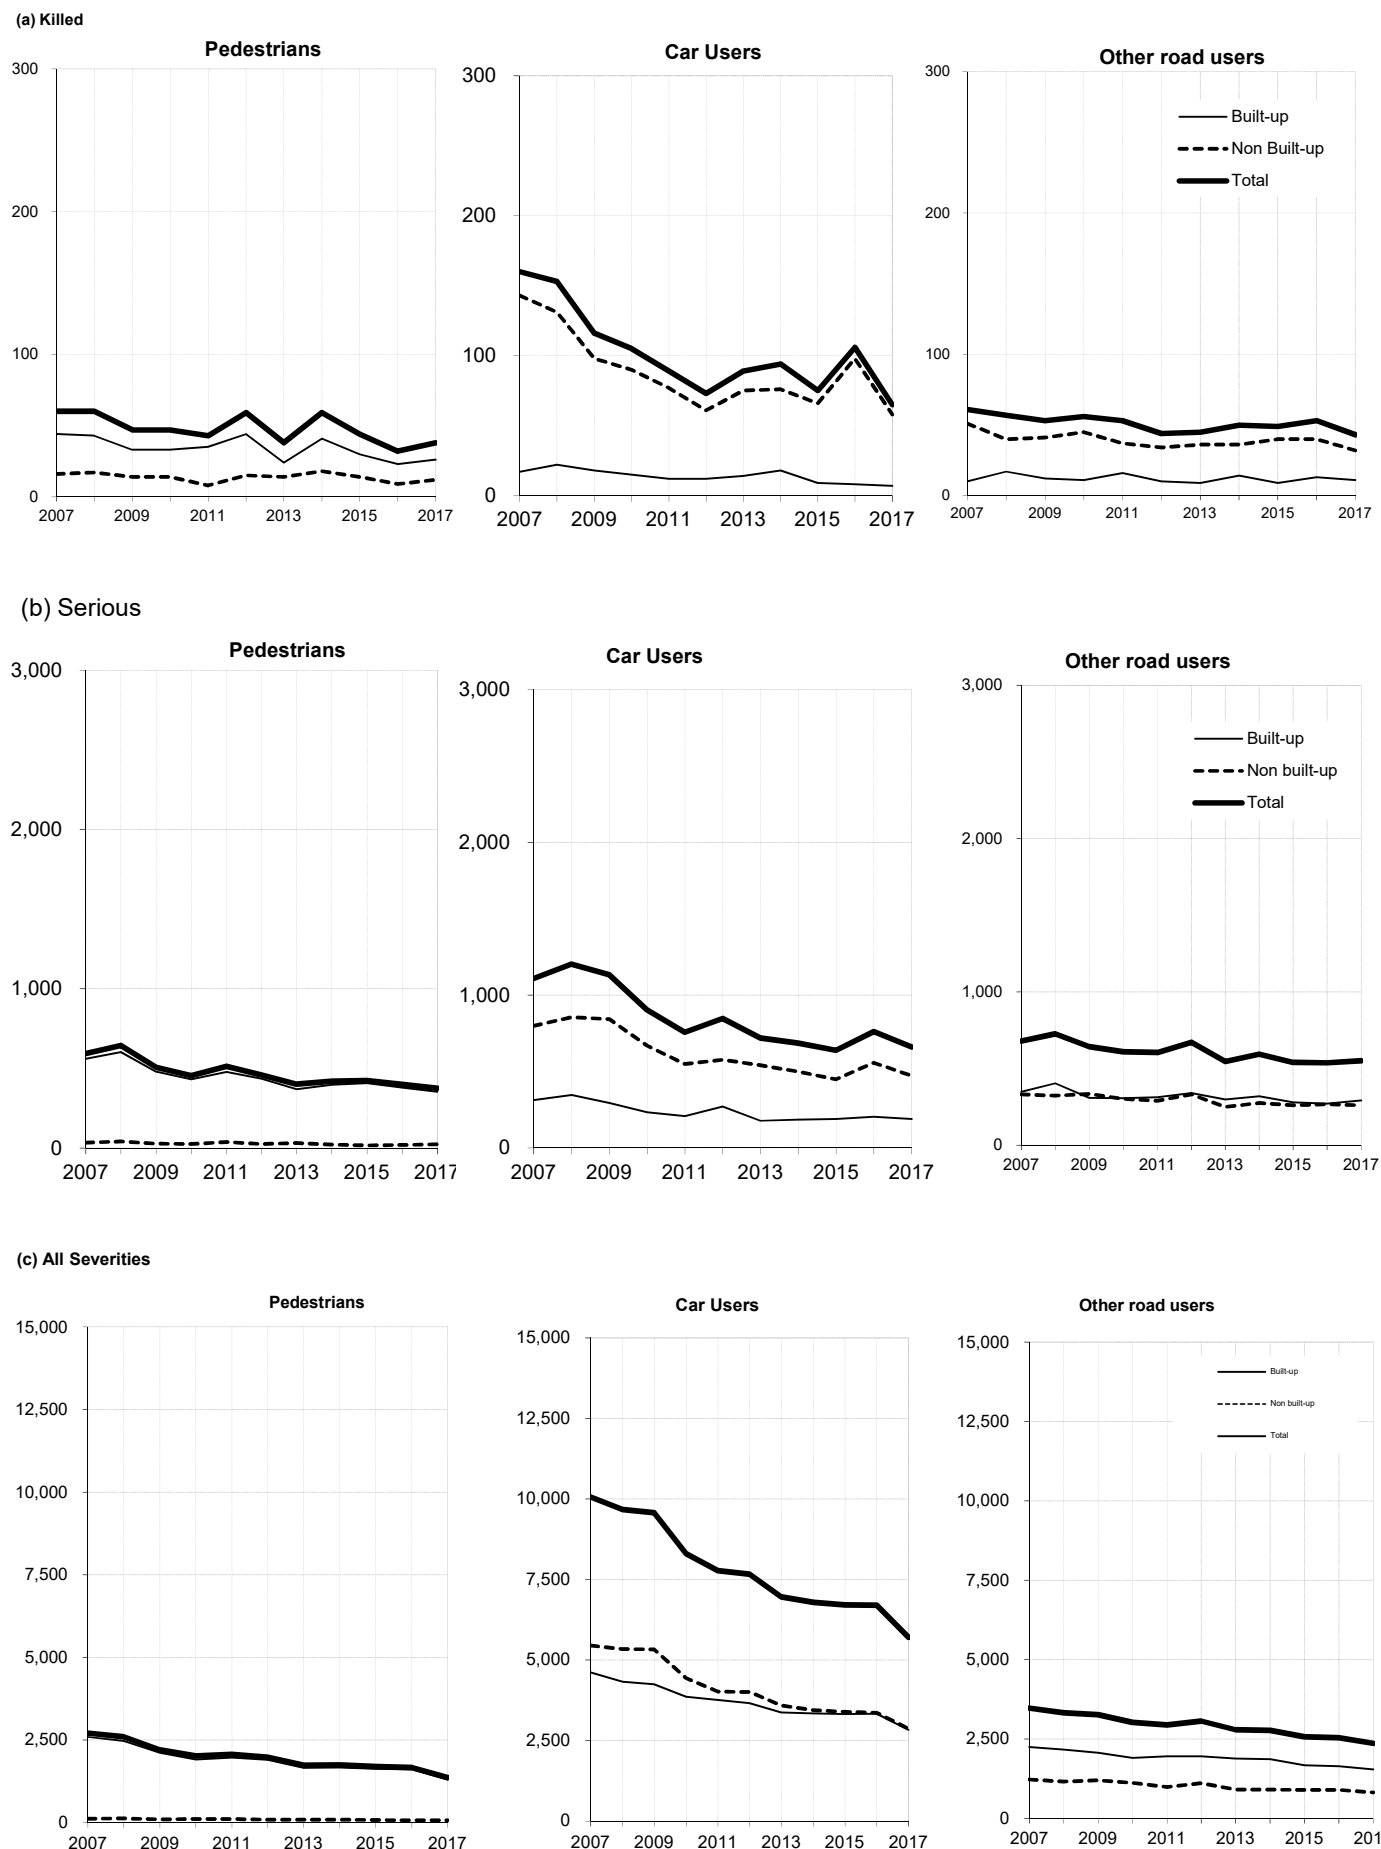 (a) Killed
Pedestrians
Car Users
Other road users
300
200
100
0
2007 2009 2011 2013 2015 2017
300
200
100
0
2007 2009 2011 2013 2015 2017
300
200
100
0
2007 2009 2011 2013 2015 2017
Built-up
Non Built-up
Total
(b) Serious
Pedestrians
Car Users
Other road users
3,000
2,000
1,000
0
2007 2009 2011 2013 2015 2017
3,000
2,000
1,000
0
2007 2009 2011 2013 2015 2017
3,000
2,000
1,000
0
2007 2009 2011 2013 2015 2017
Built-up
Non built-up
Total
(c) All Severities
Pedestrians
Car Users
Other road users
15,000
12,500
10,000
7,500
5,000
2,500
0
2007 2009 2011 2013 2015 2017
15,000
12,500
10,000
7,500
5,000
2,500
0
2007 2009 2011 2013 2015 2017
15,000
12,500
10,000
7,500
5,000
2,500
0
2007 2009 2011 2013 2015 201
Built-up
Non built-up
Total